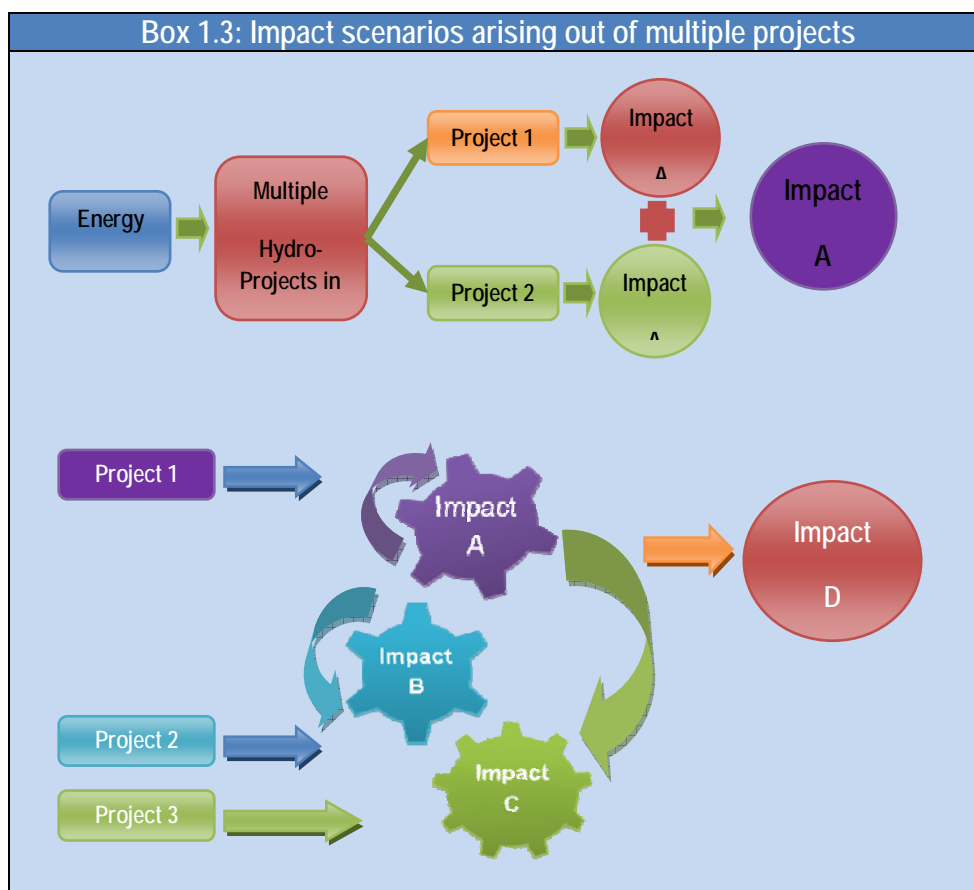 Box 1.3: Impact scenarios arising out of multiple projects
Energy
Multiple
Hydro-
Projects in
Project 1
Project 2
Impact
A
Impact
Impact
A
Project 1
Project 2
Project 3
Impact
A
Impact
B
Impact
C
Impact
D